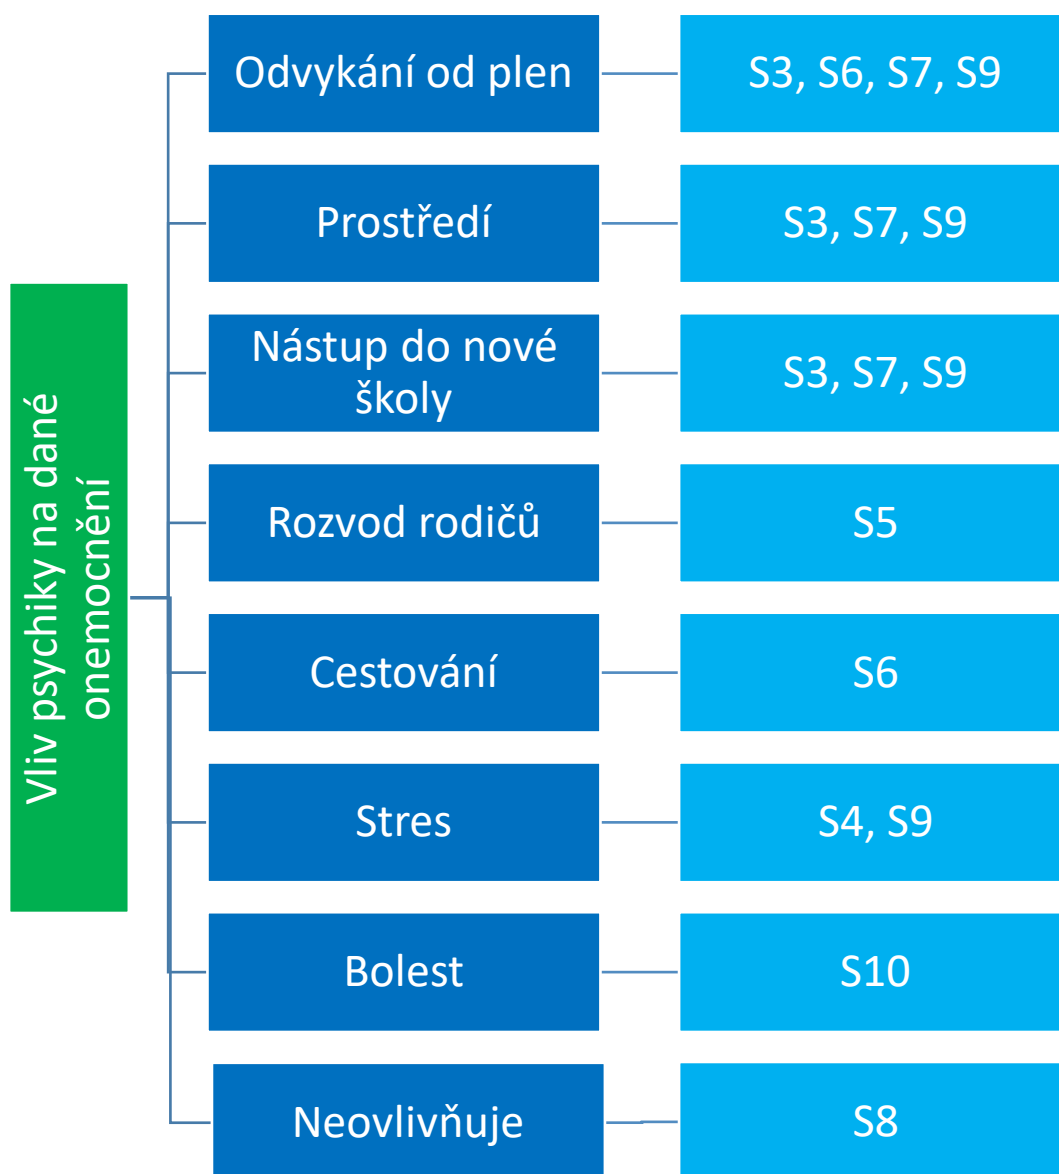 Vliv psychiky na dané
onemocnění
Odvykání od plen
S3, S6, S7, S9
Prostředí
S3, S7, S9
Nástup do nové
školy
S3, S7, S9
Rozvod rodičů
S5
Cestování
S6
Stres
S4, S9
Bolest
S10
Neovlivňuje
S8